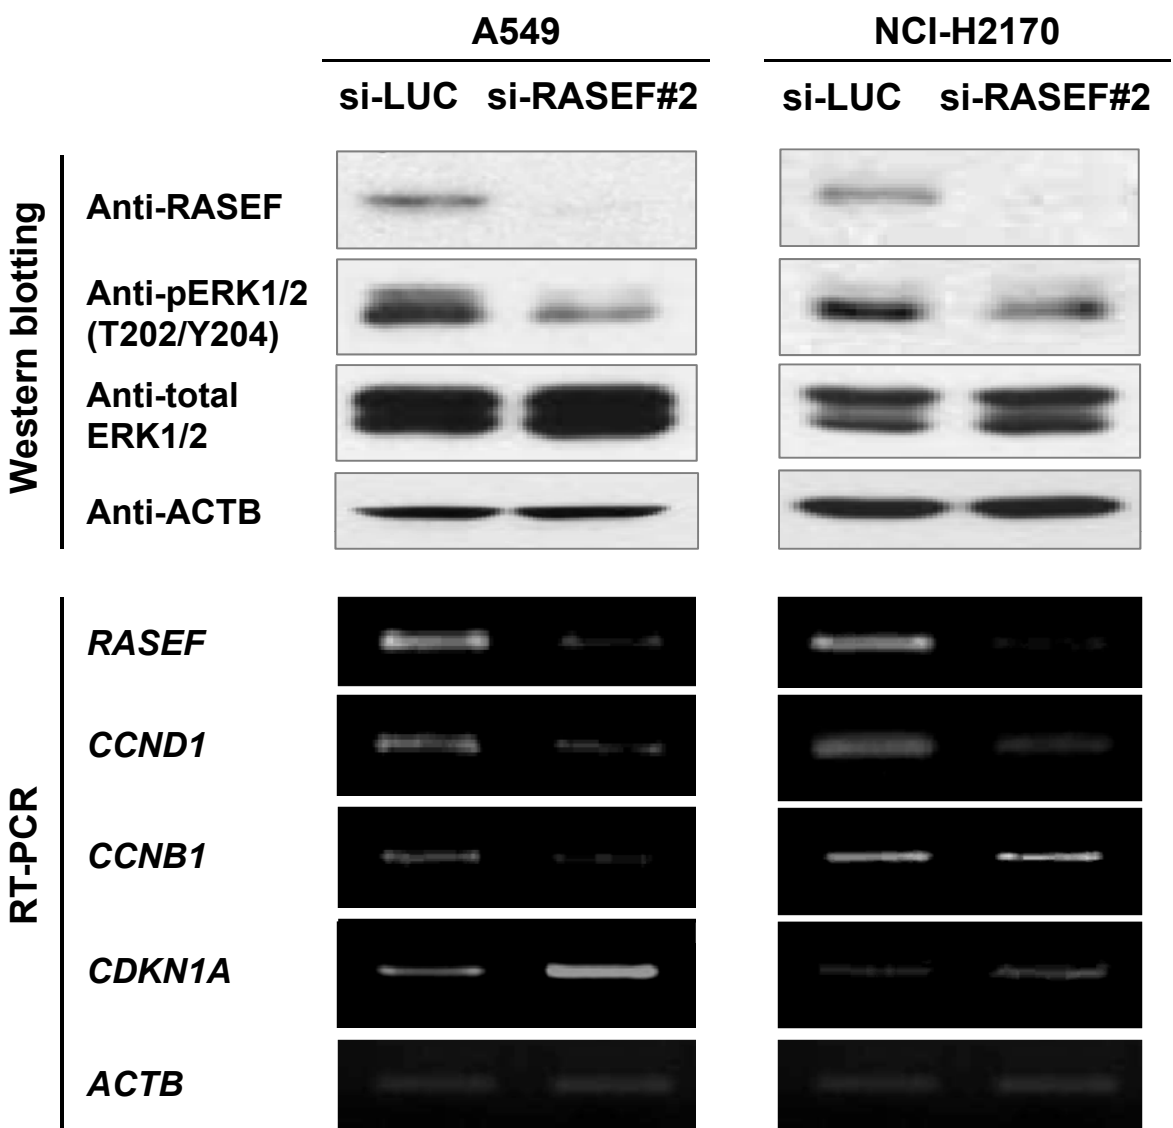 A549
NCI-H2170
si-LUC si-RASEF#2
si-LUC si-RASEF#2
Western blotting
Anti-RASEF
Anti-pERK1/2
(T202/Y204)
Anti-total
ERK1/2
Anti-ACTB
RT-PCR
RASEF
CCND1
CCNB1
CDKN1A
ACTB